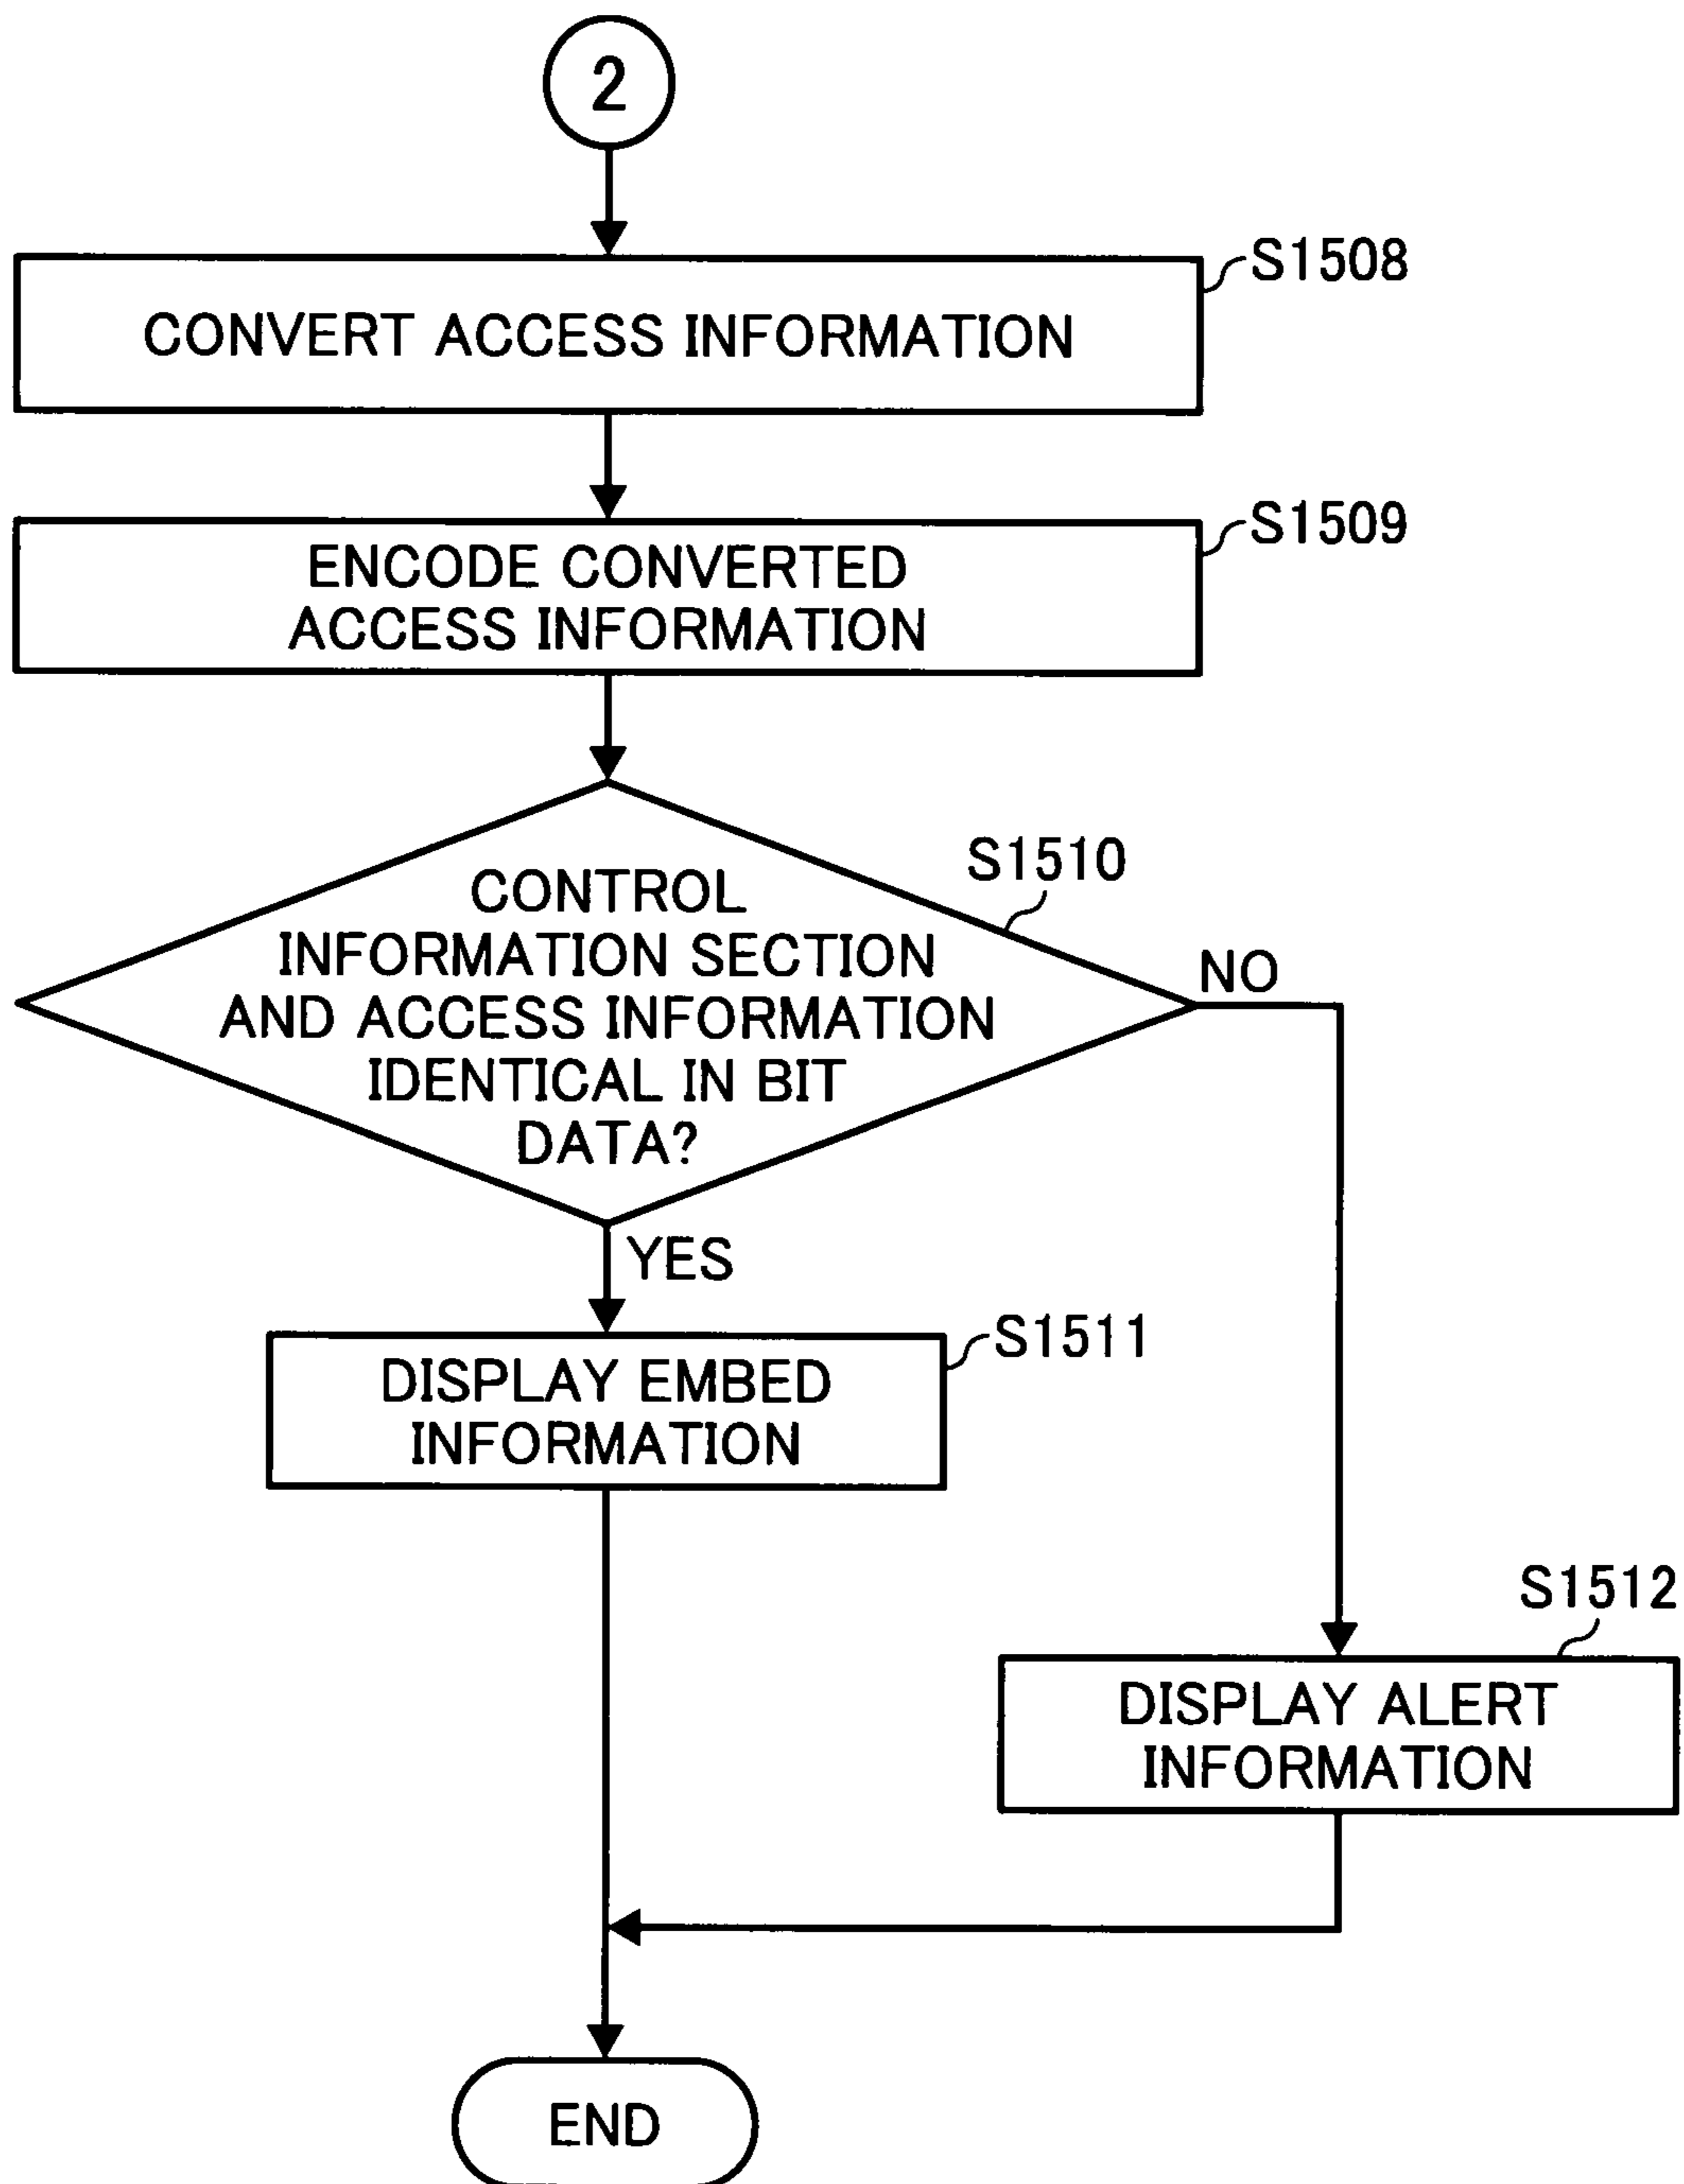 2
S1508
CONVERT ACCESS INFORMATION
S1509
ENCODE CONVERTED
ACCESS INFORMATION
S1510
CONTROL
INFORMATION SECTION
AND ACCESS INFORMATION
IDENTICAL IN BIT
DATA?
NO
YES
S1511
DISPLAY EMBED
INFORMATION
S1512
DISPLAY ALERT
INFORMATION
END